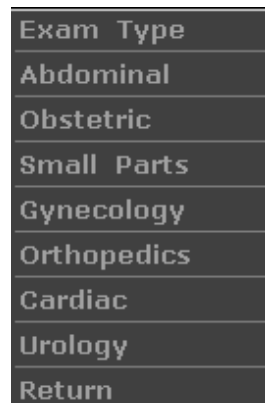 Exam Type
Abdominal
Obstetric
Small Parts
Gynecology
Orthopedics
Cardiac
Urology
Return